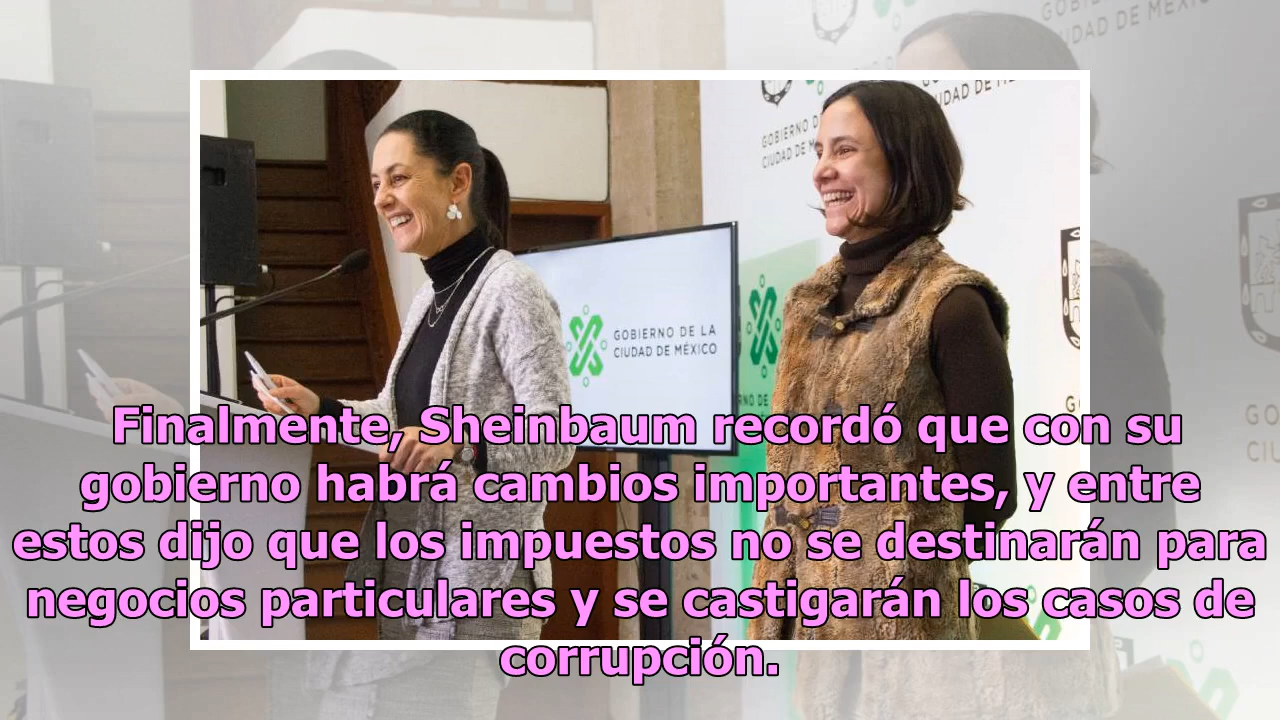 GOBIERNO DE LA
CIUDAD DE MÉXICO
Finalmente, Sheinbaum recordó que con su
gobierno habrá cambios importantes, y entre
estos dijo que los impuestos no se destinarán para
negocios particulares y se castigarán los casos de
corrupción.